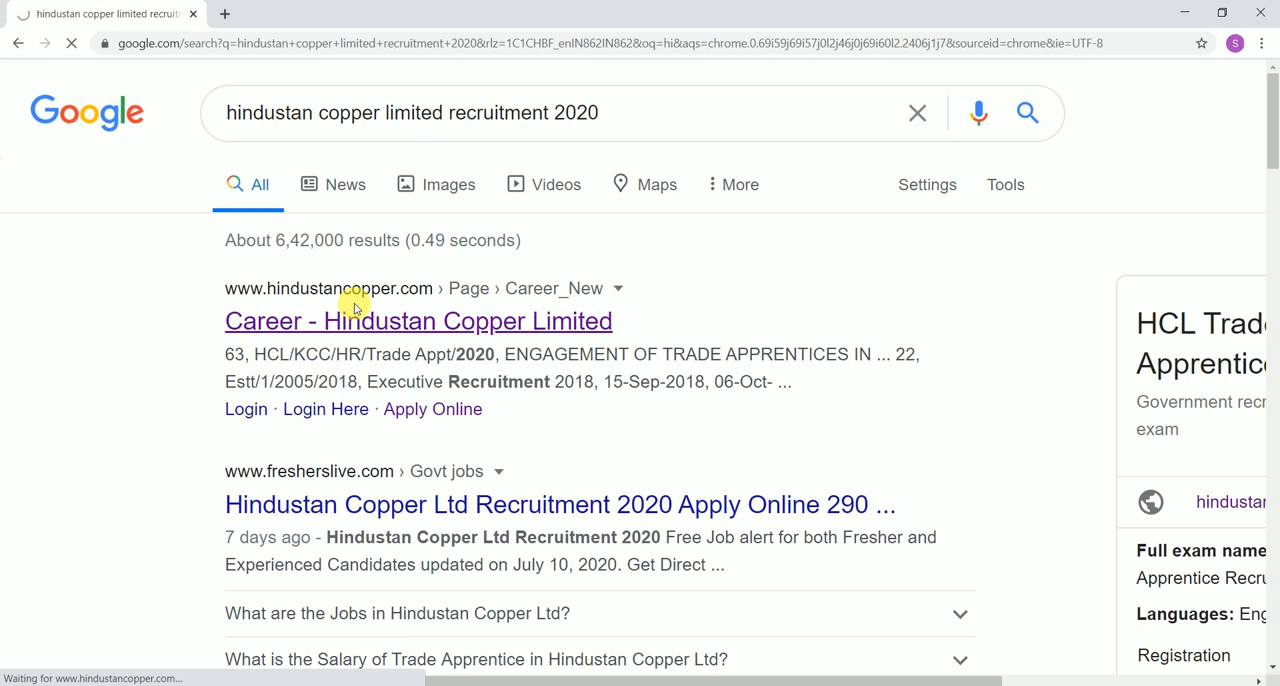 hindustan copper limited recruit
google.com/search?q=hindustan+copper+limited+recruitment+2020&rlz=1C1CHBF_enIN862IN862&oq=hi&aqs=chrome.0.69i59j69i57j0l2j46j0j69i60l2.2406j1j7&sourceid=chrome&ie=UTF-8
S
Google
hindustan copper limited recruitment 2020
All News Images Videos Maps More Settings Tools
About 6,42,000 results (0.49 seconds)
www.hindustancopper.com › Page › Career_New
Career - Hindustan Copper Limited
63, HCL/KCC/HR/Trade Appt/2020, ENGAGEMENT OF TRADE APPRENTICES IN ... 22,
Estt/1/2005/2018, Executive Recruitment 2018, 15-Sep-2018, 06-Oct- ...
Login · Login Here · Apply Online
www.fresherslive.com › Govt jobs
Hindustan Copper Ltd Recruitment 2020 Apply Online 290 ...
7 days ago - Hindustan Copper Ltd Recruitment 2020 Free Job alert for both Fresher and
Experienced Candidates updated on July 10, 2020. Get Direct ...
What are the Jobs in Hindustan Copper Ltd?
What is the Salary of Trade Apprentice in Hindustan Copper Ltd?
HCL Trad
Apprentic
Government recr
exam
hindustar
Full exam name
Apprentice Recru
Languages: Eng
Registration
Waiting for www.hindustancopper.com...